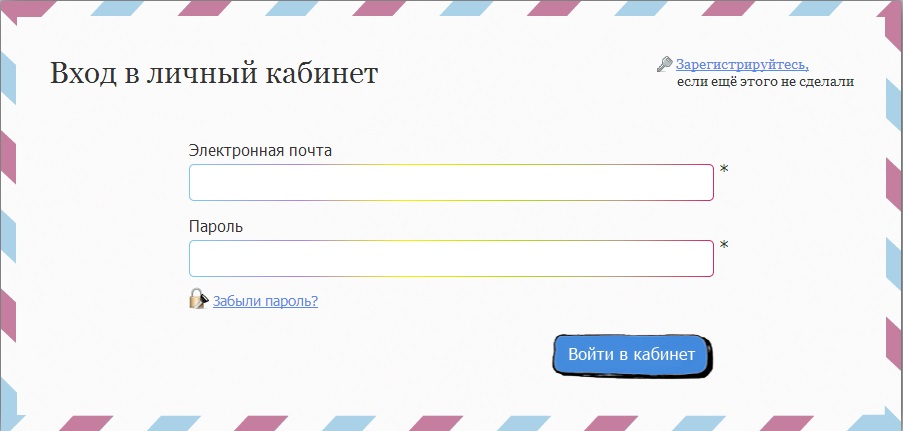 Вход в личный кабинет
Зарегистрируйтесь,
если ещё этого не сделали
Электронная почта
*
Пароль
*
Забыли пароль?
Войти в кабинет